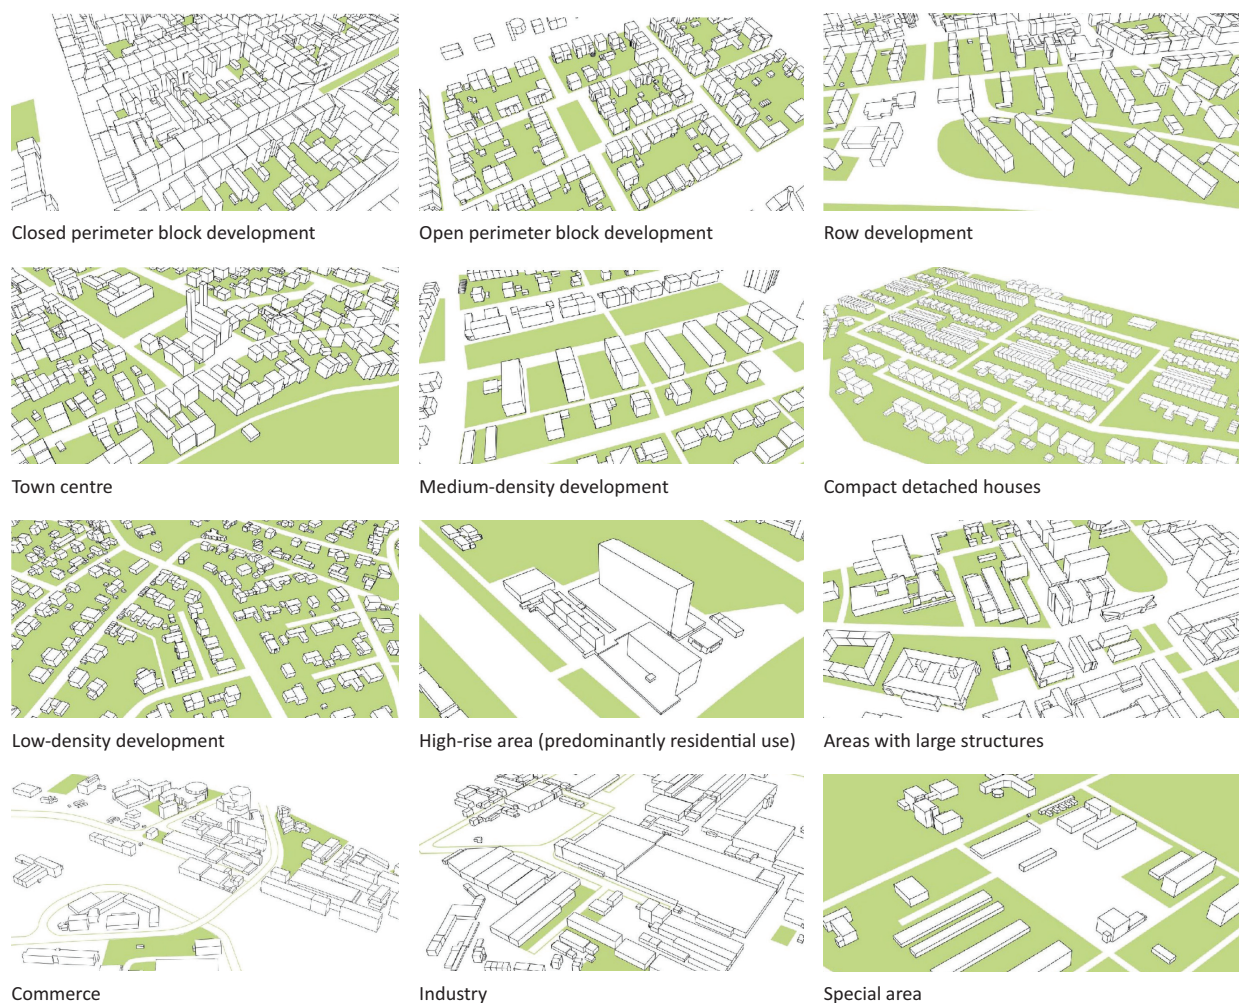 Closed perimeter block development
Open perimeter block development
Row development
Town centre
Medium-density development
Compact detached houses
Low-density development
High-rise area (predominantly residential use)
Areas with large structures
Commerce
Industry
Special area